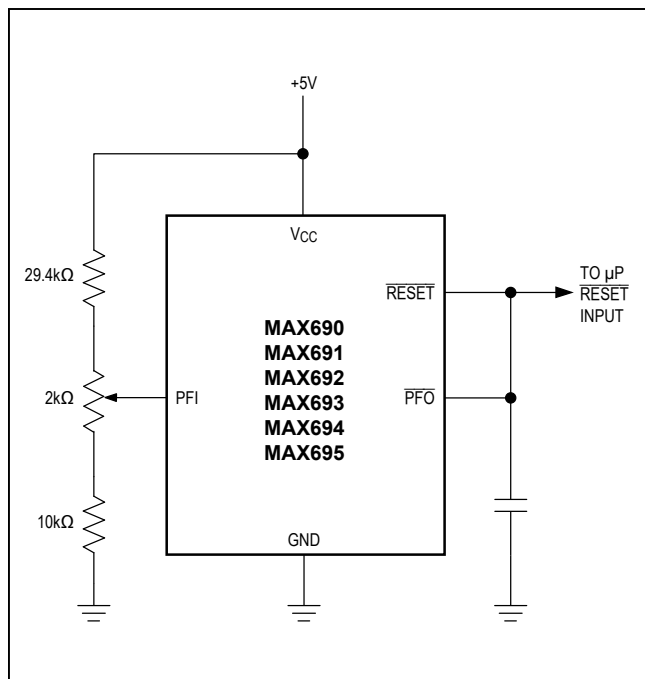 +5V
VCC
29.4kΩ
2kΩ
10kΩ
PFI
MAX690
MAX691
MAX692
MAX693
MAX694
MAX695
GND
RESET
PFO
TO µP
RESET
INPUT